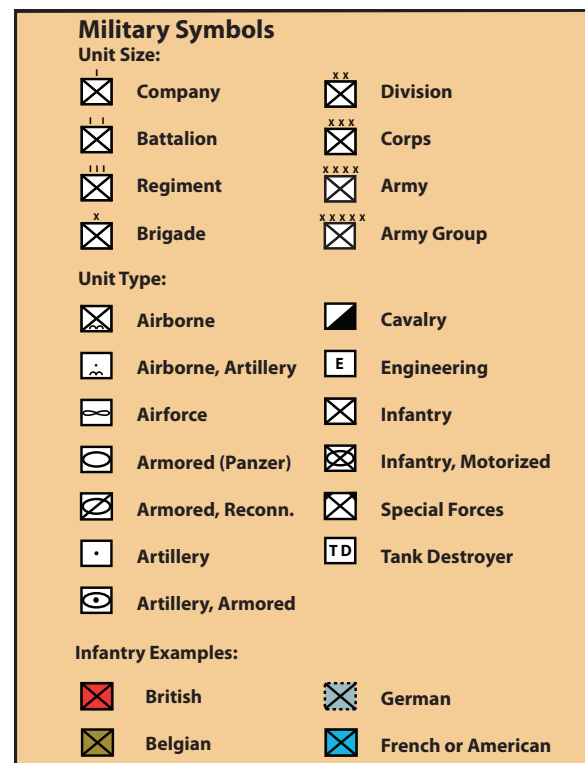 Military Symbols
Unit Size:
I
Company
x x
Division
I I
Battalion
x x x
Corps
I I I
Regiment
x x x x
Army
x
Brigade
x x x x x
Army Group
Unit Type:
Airborne
Cavalry
Airborne, Artillery
E
Engineering
Airforce
Infantry
Armored (Panzer)
Infantry, Motorized
Armored, Reconn.
Special Forces
Artillery
T D
Tank Destroyer
Artillery, Armored
Infantry Examples:
British
German
Belgian
French or American